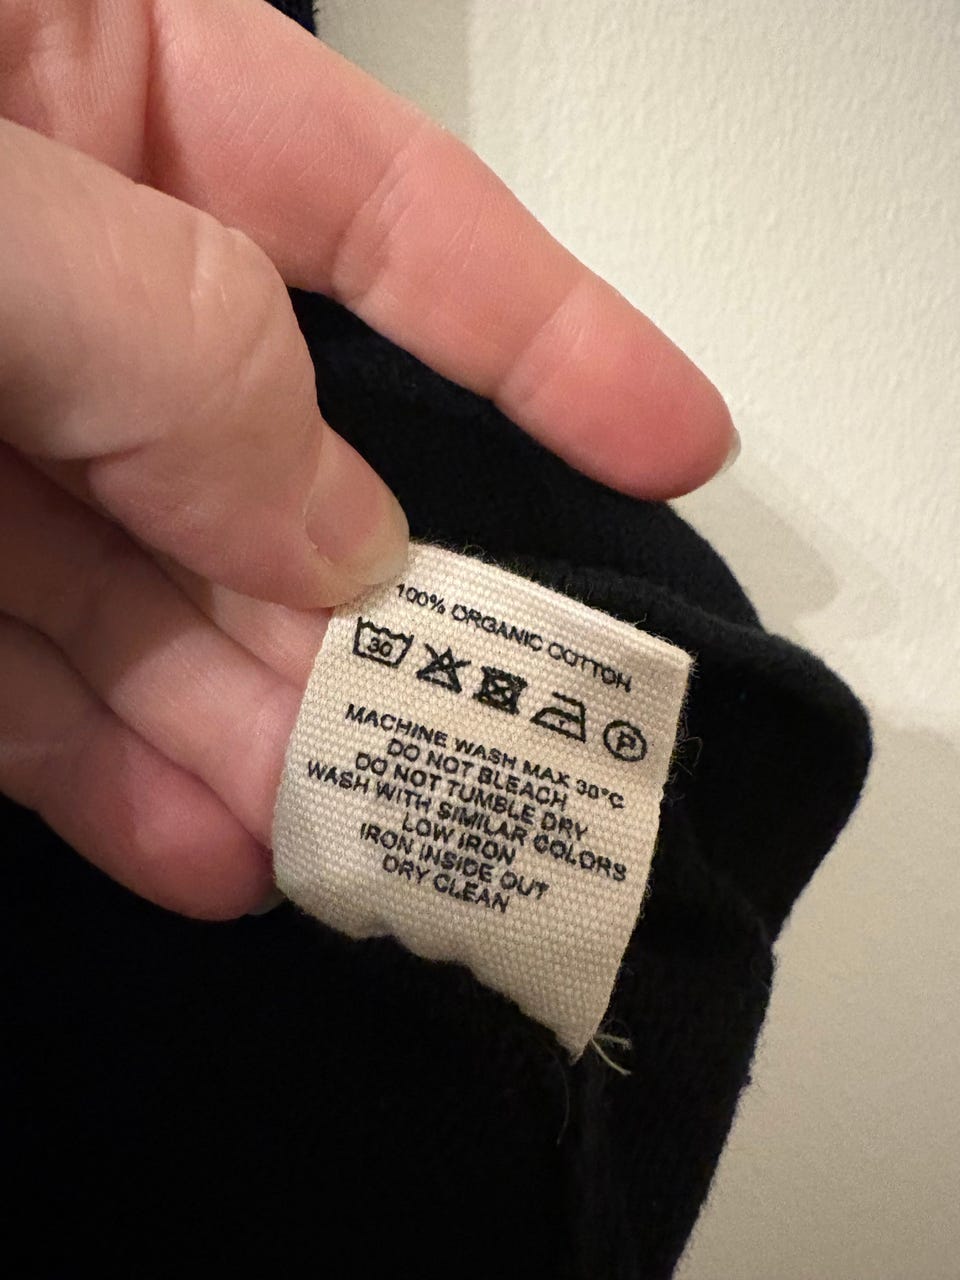 100% ORGANIC COTTON
30 P
MACHINE WASH MAX 30°C
DO NOT BLEACH
DO NOT TUMBLE DRY
WASH WITH SIMILAR COLORS
LOW IRON
IRON INSIDE OUT
DRY CLEAN